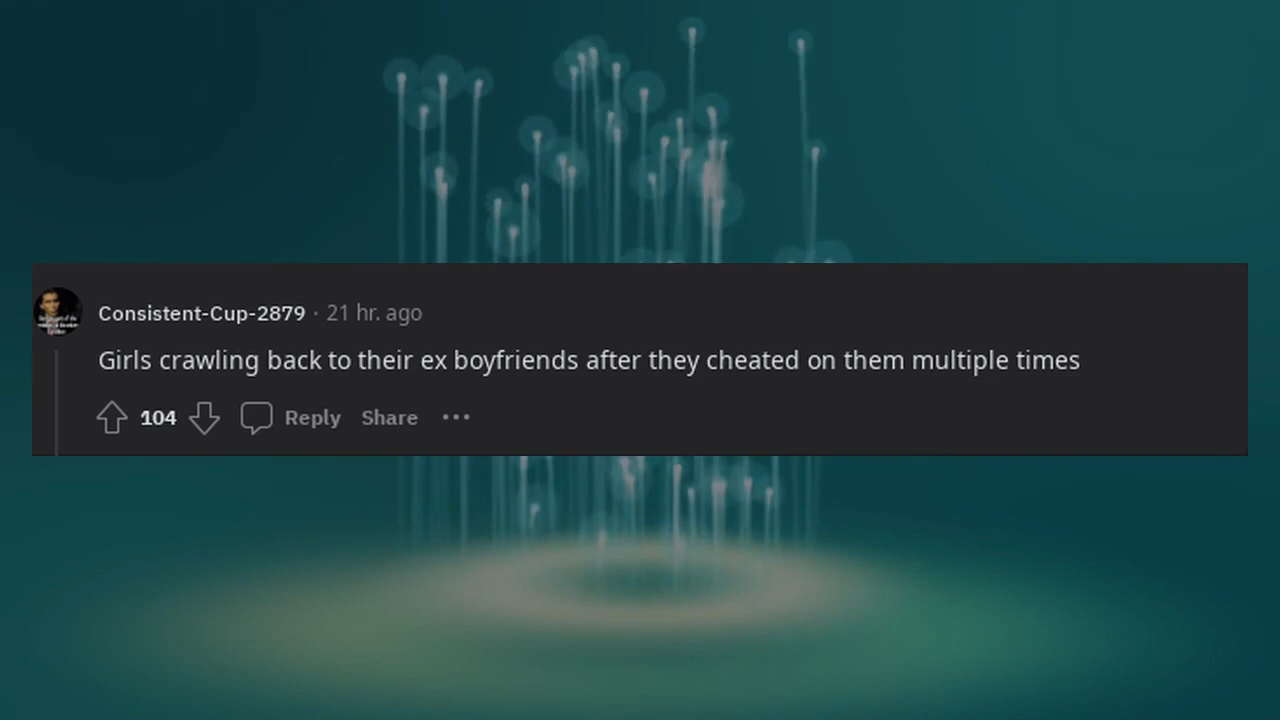 Consistent-Cup-2879 · 21 hr. ago
Girls crawling back to their ex boyfriends after they cheated on them multiple times
104 Reply Share ···